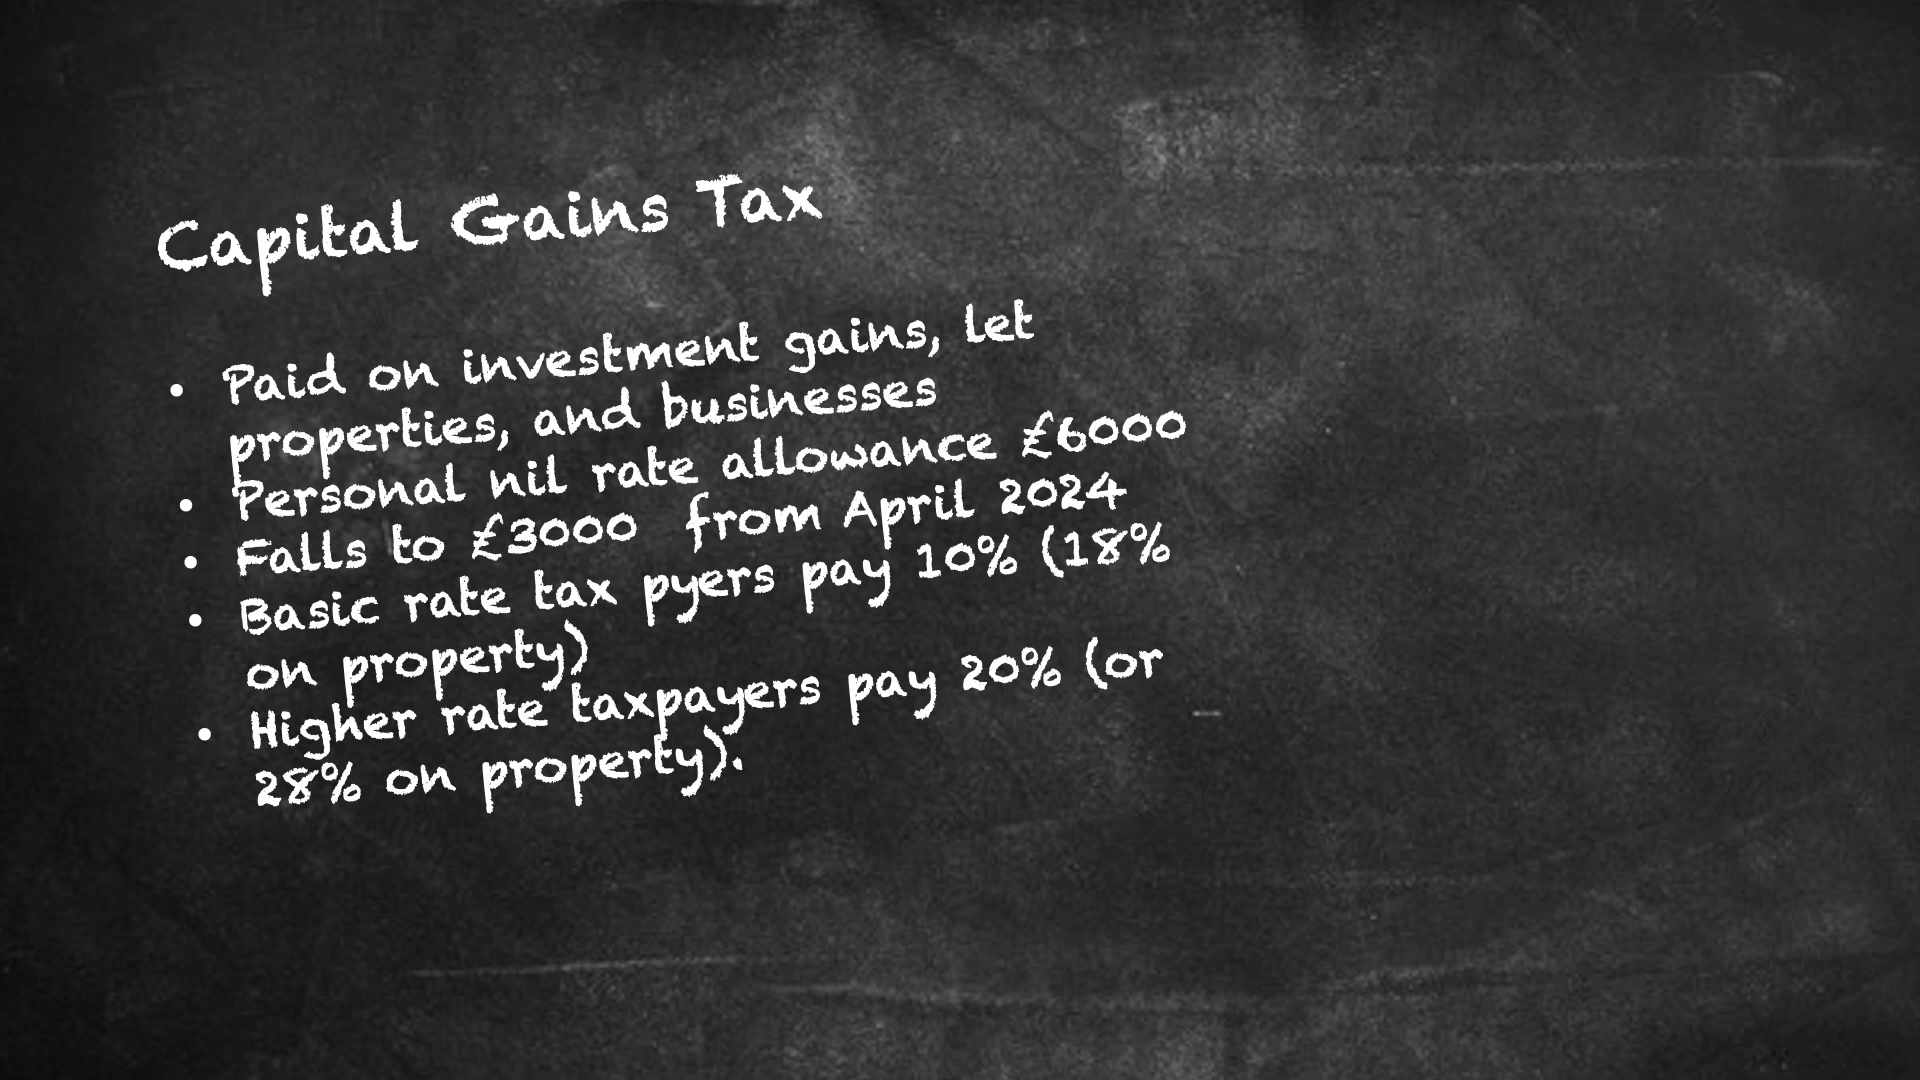 Capital Gains Tax
• Paid on investment gains, let
properties, and businesses
• Personal nil rate allowance £6000
• Falls to £3000 from April 2024
• Basic rate tax pyers pay 10% (18%
on property)
• Higher rate taxpayers pay 20% (or
28% on property).